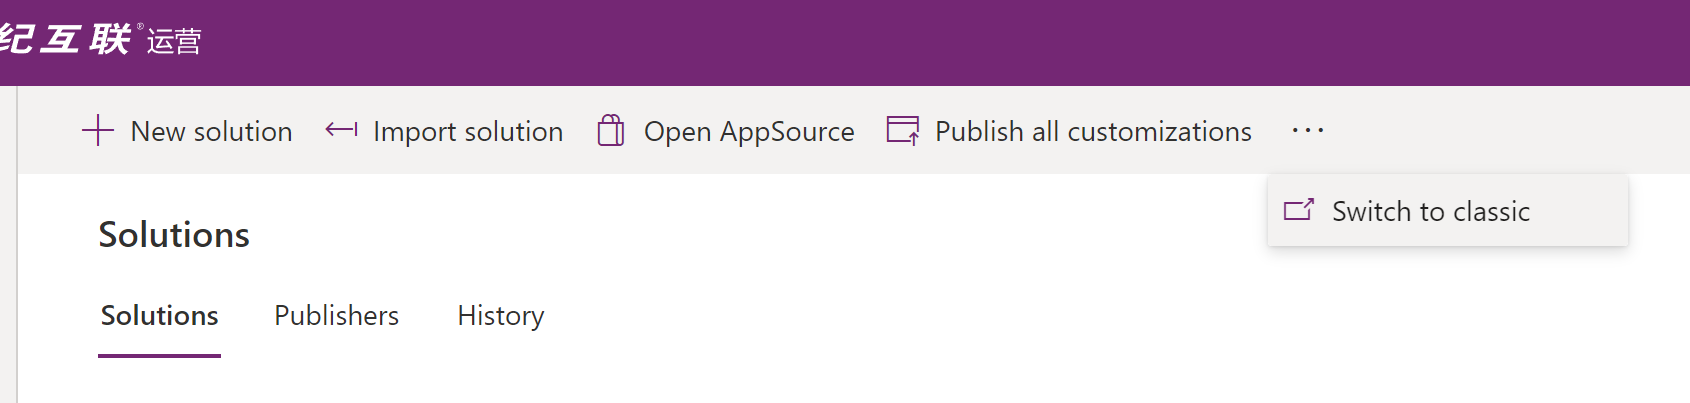 纪互联® 运营
New solution Import solution Open AppSource Publish all customizations ...
Switch to classic
Solutions
Solutions Publishers History